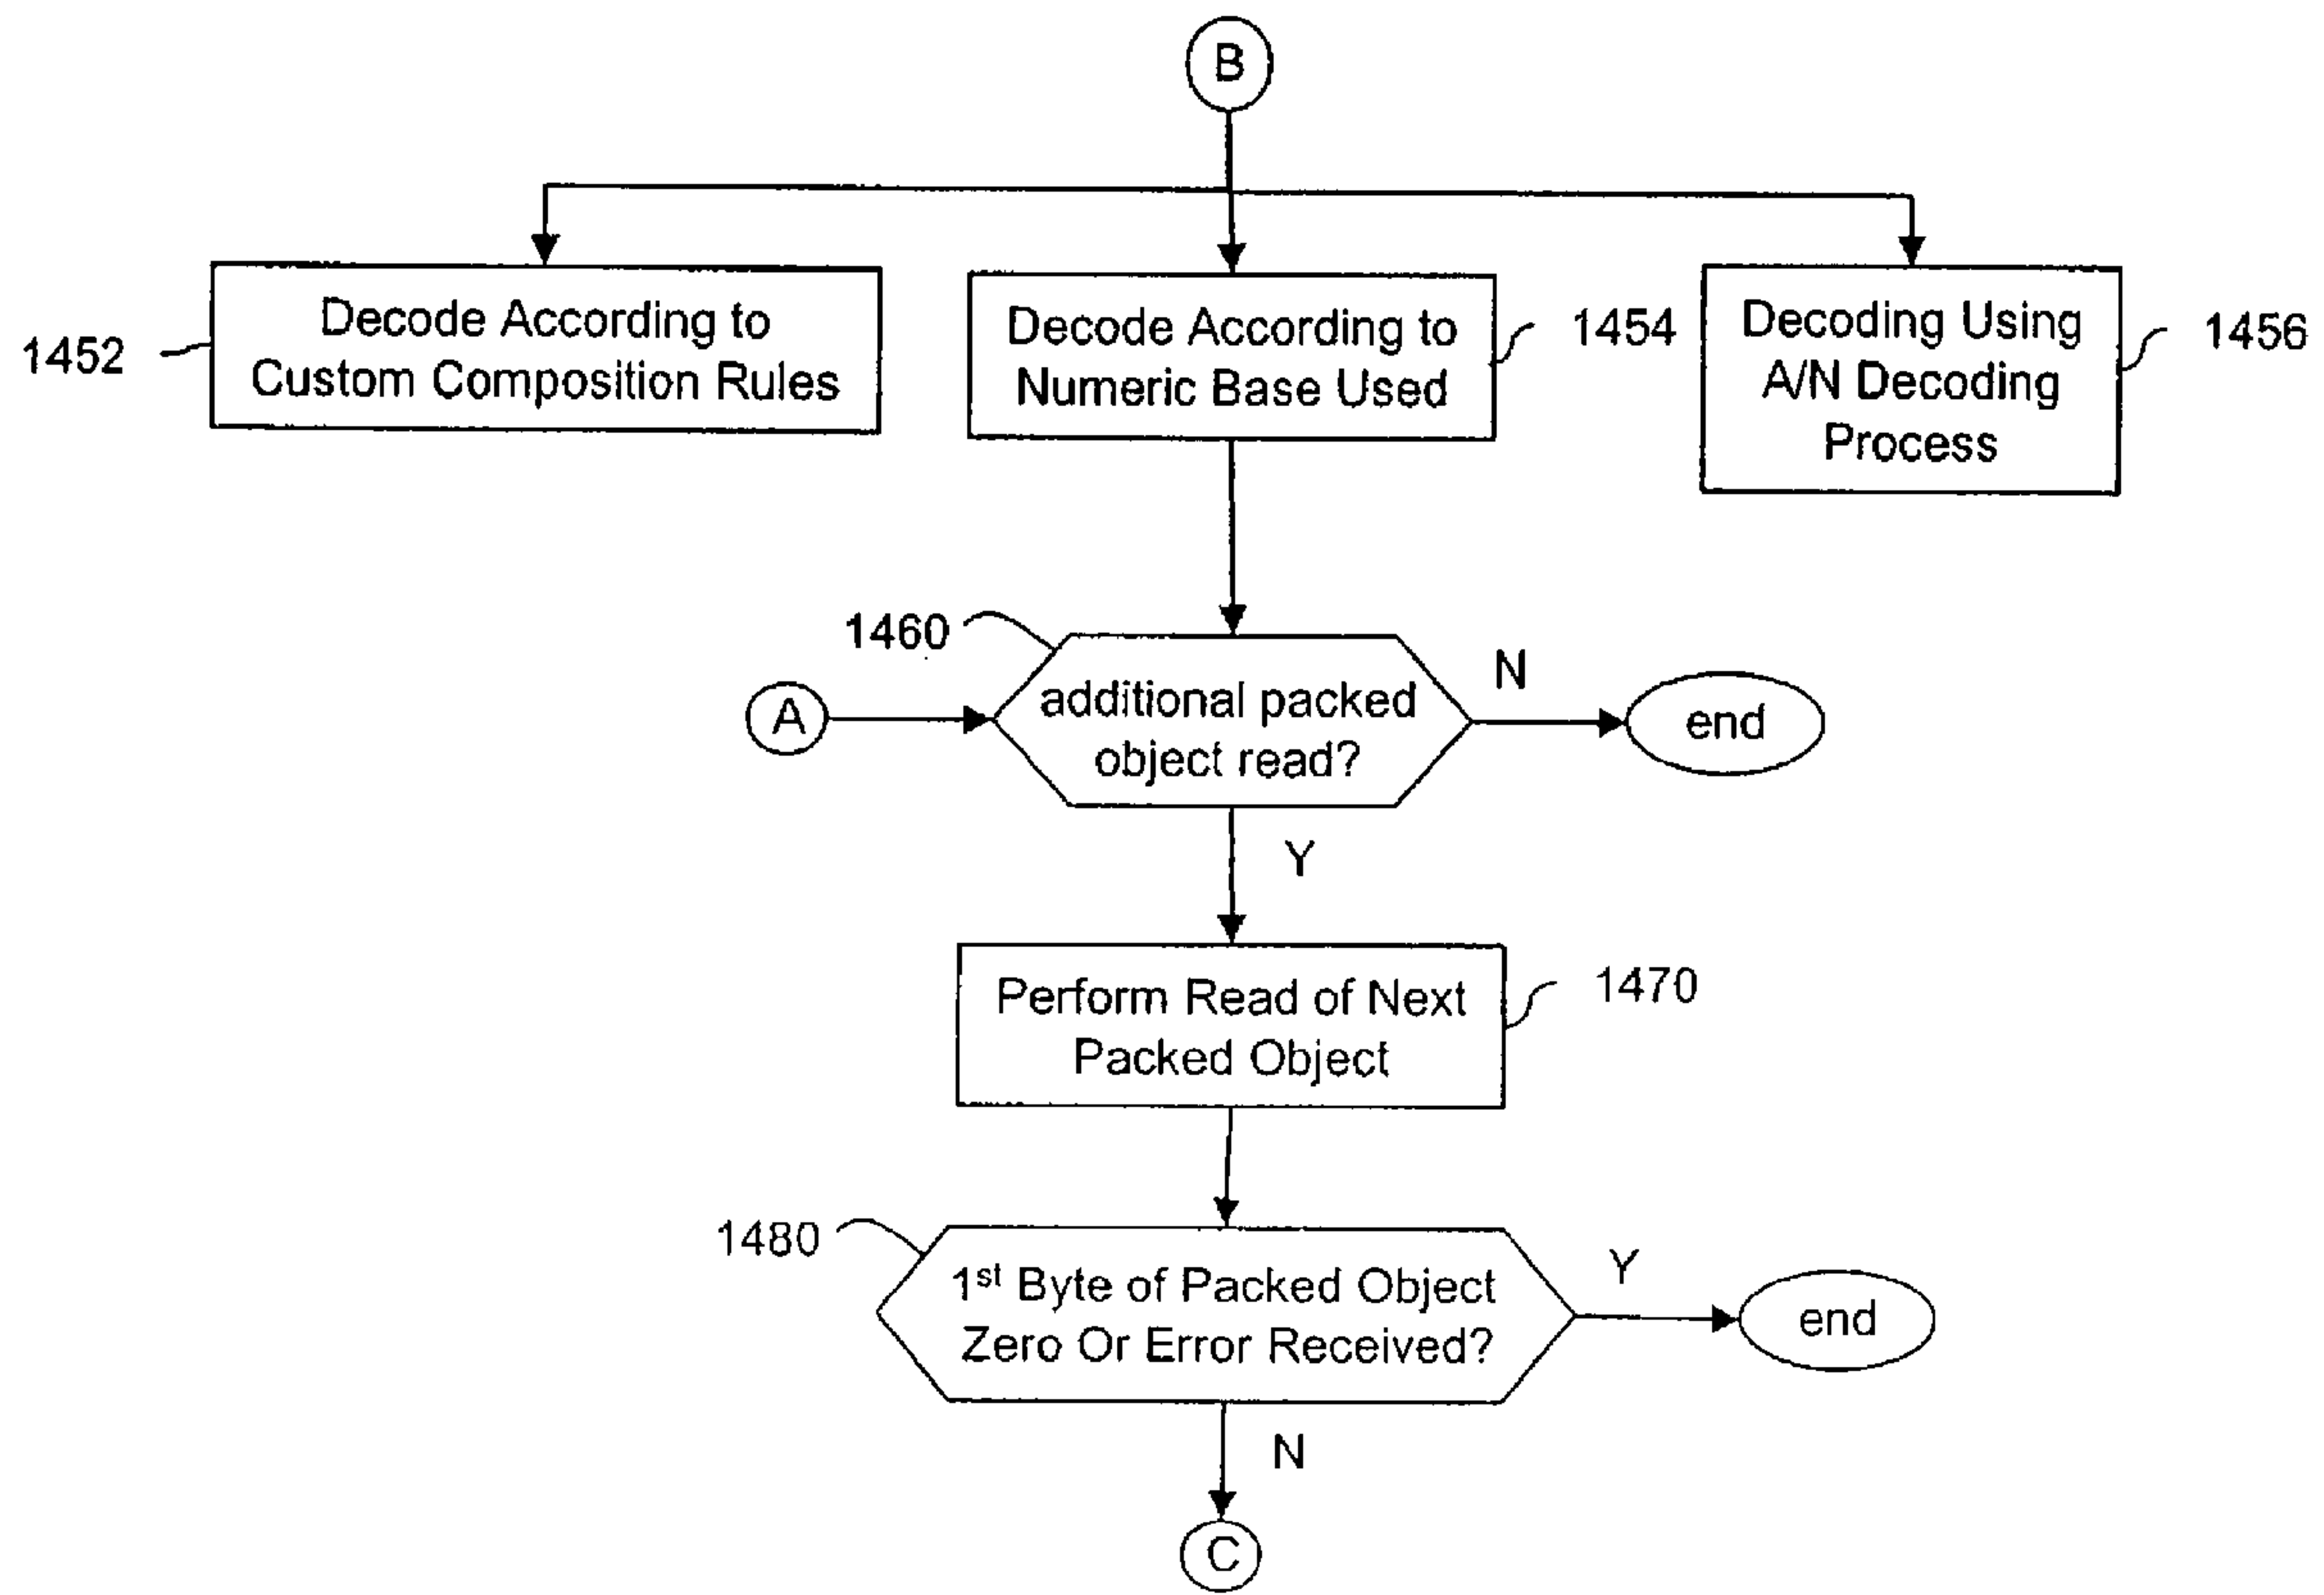 B
1452
Decode According to
Custom Composition Rules
Decode According to
Numeric Base Used
1454
Decoding Using
A/N Decoding
Process
1456
1460
A
additional packed
object read?
N
end
Y
Perform Read of Next
Packed Object
1470
1480
1st Byte of Packed Object
Zero Or Error Received?
Y
end
N
C